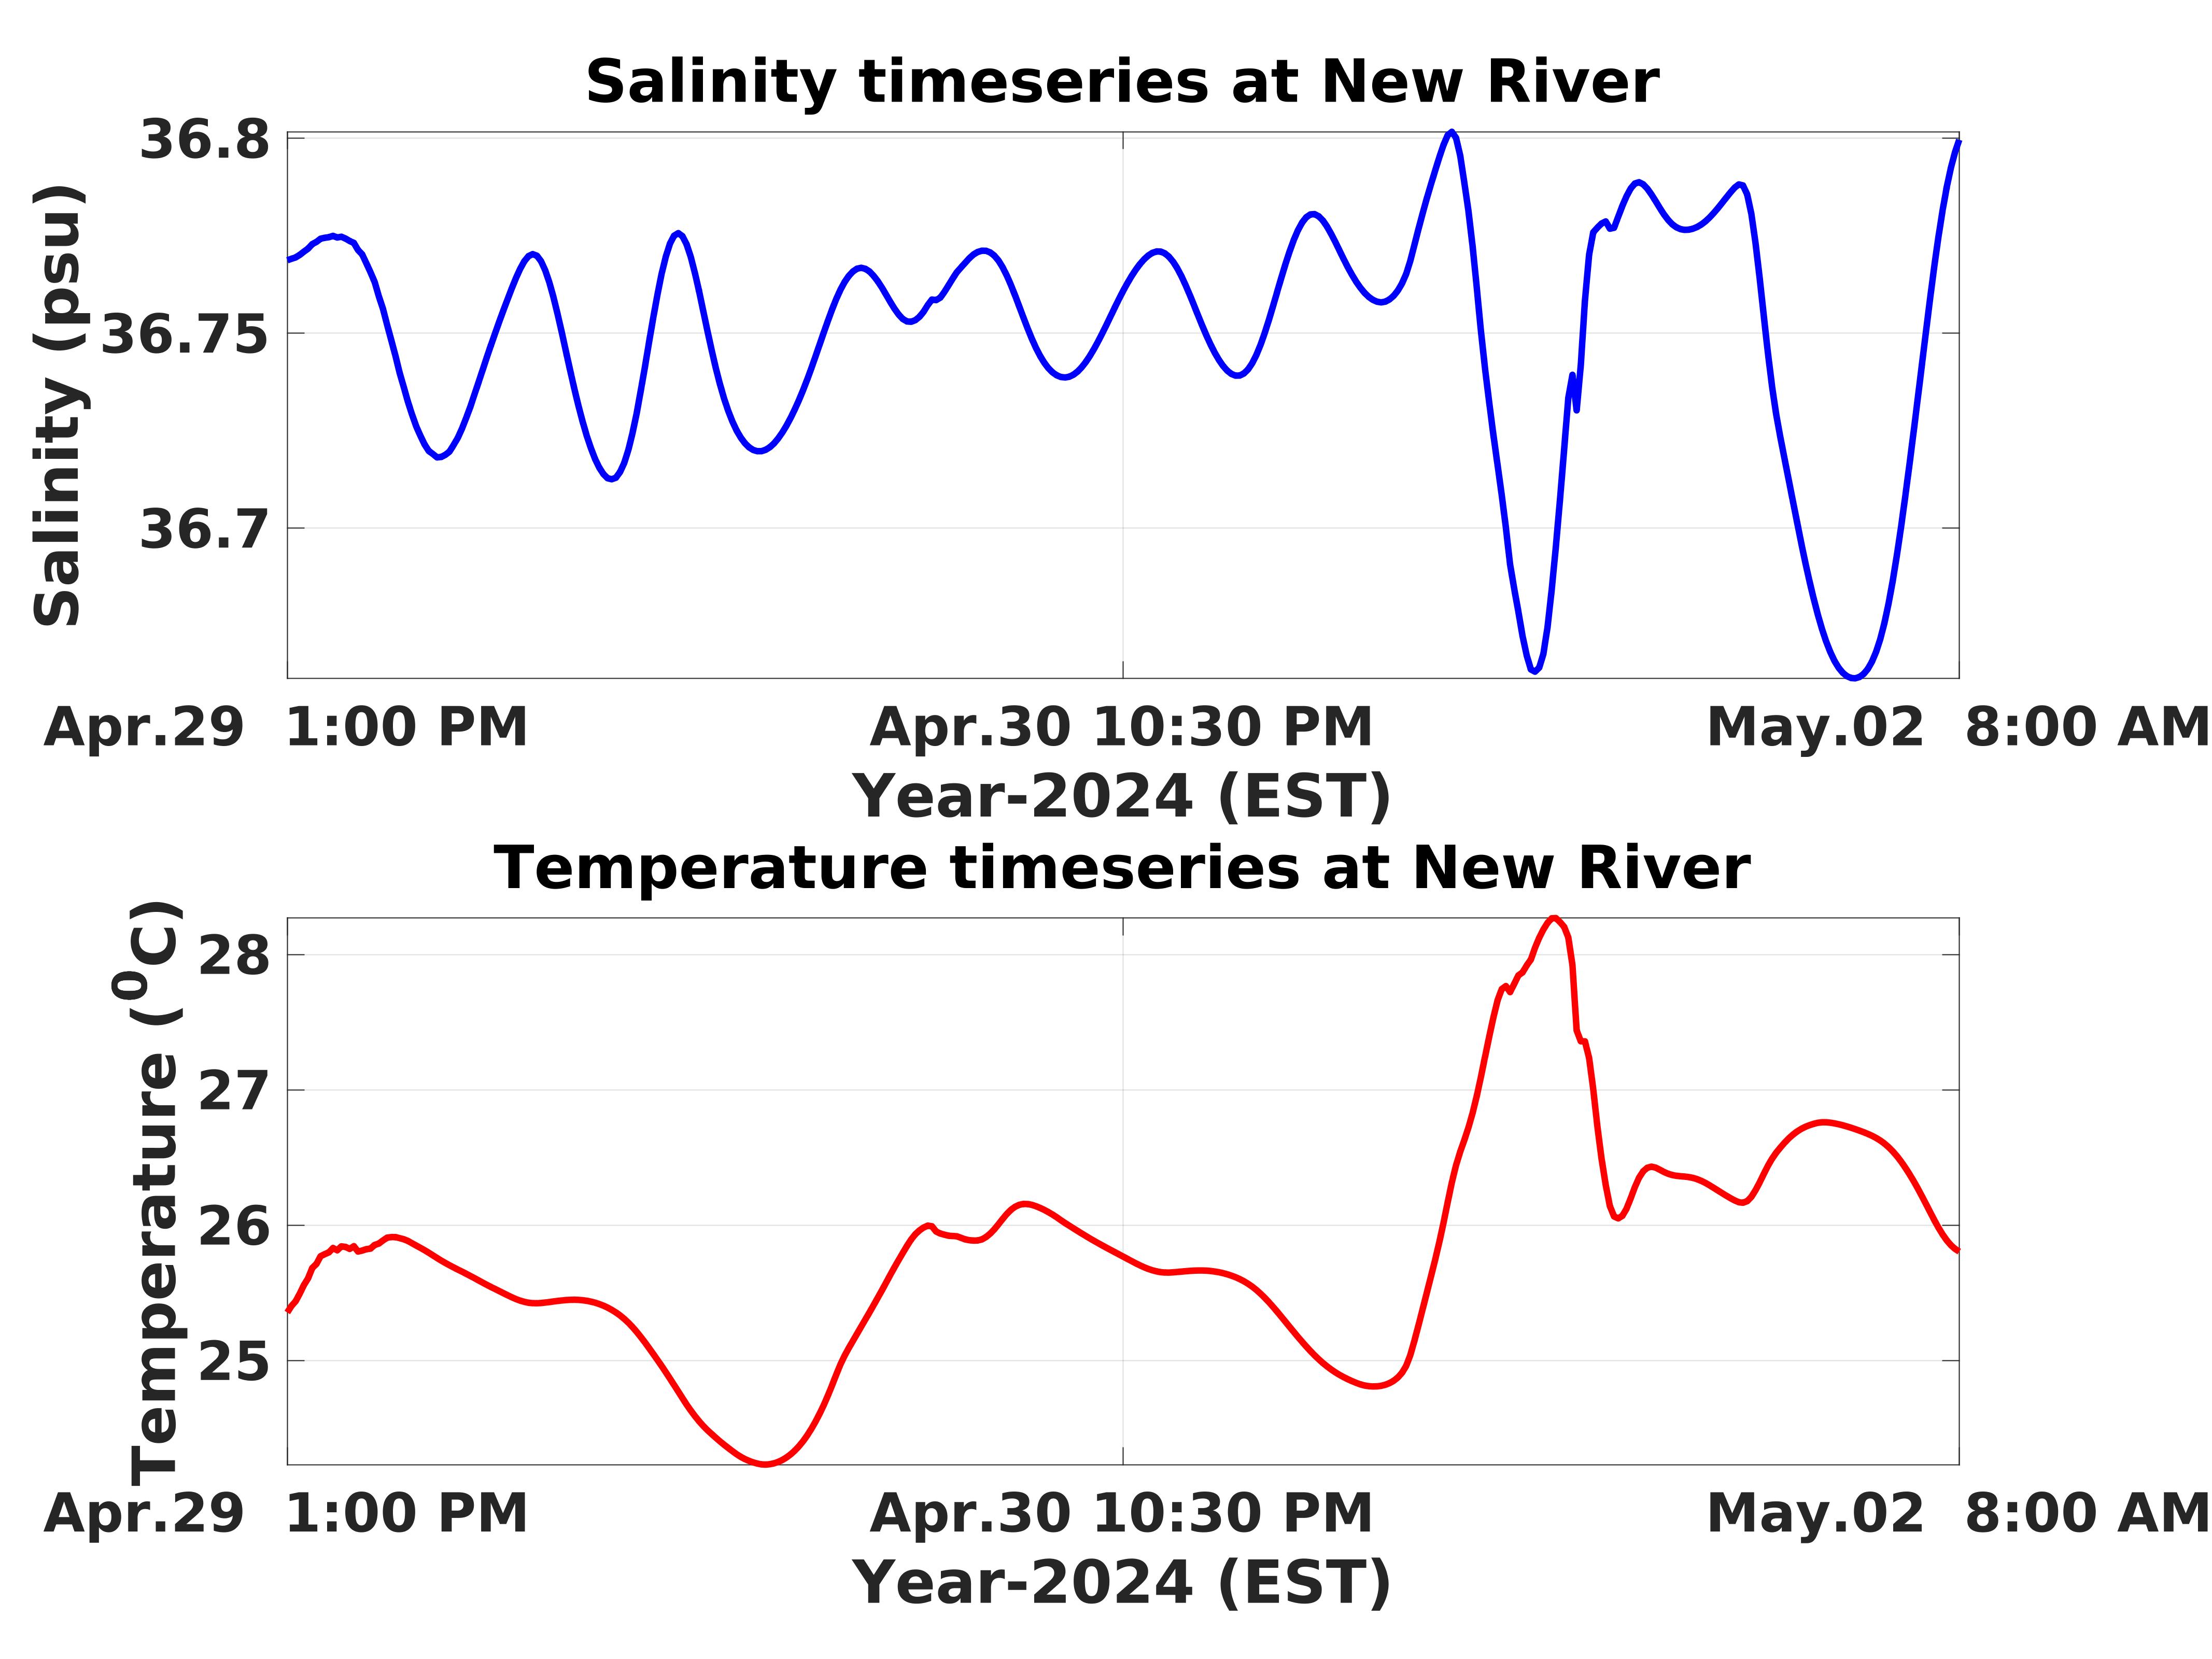 Salinity timeseries at New River
Salinity (psu)
36.8
36.75
36.7
Apr.29  1:00 PM
Apr.30 10:30 PM
May.02  8:00 AM
Year-2024 (EST)
Temperature timeseries at New River
Temperature (⁰C)
28
27
26
25
Apr.29  1:00 PM
Apr.30 10:30 PM
May.02  8:00 AM
Year-2024 (EST)